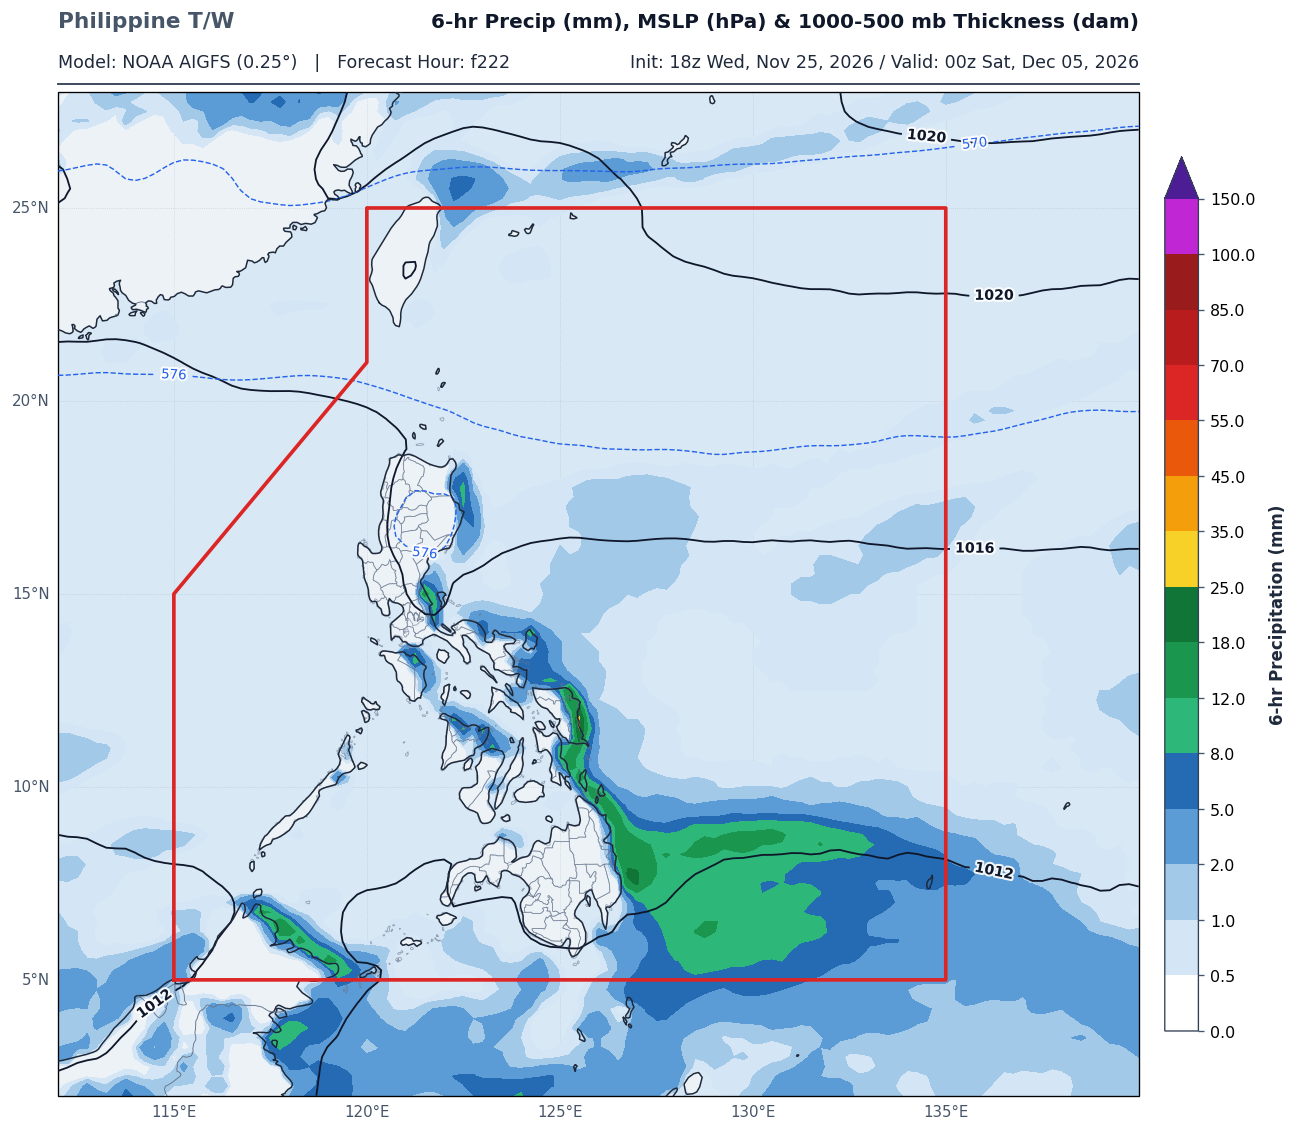 Philippine T/W
6-hr Precip (mm), MSLP (hPa) & 1000-500 mb Thickness (dam)
Model: NOAA AIGFS (0.25°) | Forecast Hour: f222
Init: 18z Wed, Nov 25, 2026 / Valid: 00z Sat, Dec 05, 2026
1020
570
1020
576
576
1016
1012
1012
25°N
20°N
15°N
10°N
5°N
115°E
120°E
125°E
130°E
135°E
150.0
100.0
85.0
70.0
55.0
45.0
35.0
25.0
18.0
12.0
8.0
5.0
2.0
1.0
0.5
0.0
6-hr Precipitation (mm)